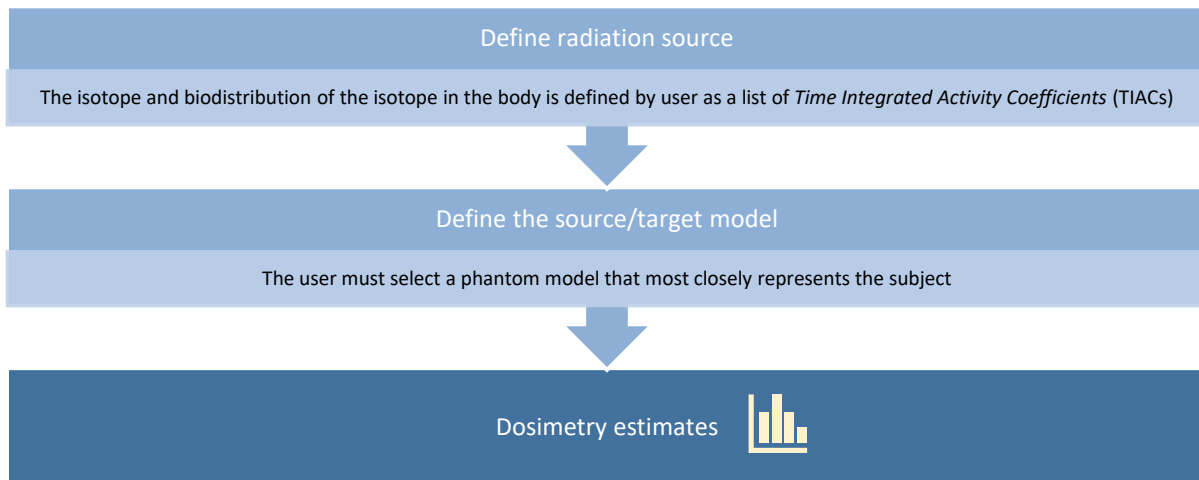 Define radiation source
The isotope and biodistribution of the isotope in the body is defined by user as a list of Time Integrated Activity Coefficients (TIACs)
Define the source/target model
The user must select a phantom model that most closely represents the subject
Dosimetry estimates